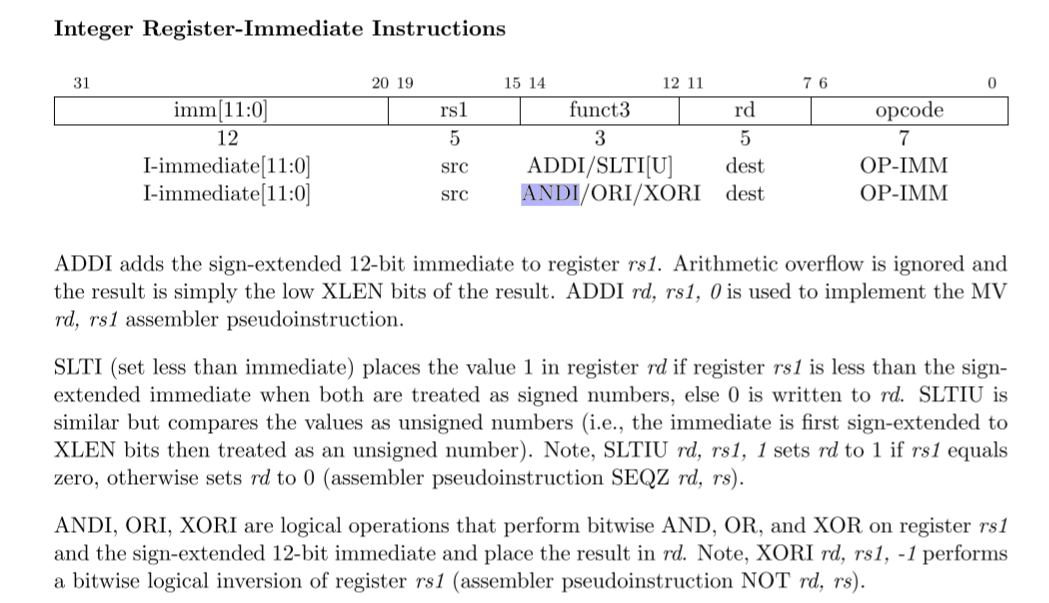 Integer Register-Immediate Instructions
31 20 19 15 14 12 11 7 6 0
imm[11:0] rs1 funct3 rd opcode
12 5 3 5 7
I-immediate[11:0] src ADDI/SLTI[U] dest OP-IMM
I-immediate[11:0] src ANDI/ORI/XORI dest OP-IMM
ADDI adds the sign-extended 12-bit immediate to register rs1. Arithmetic overflow is ignored and
the result is simply the low XLEN bits of the result. ADDI rd, rs1, 0 is used to implement the MV
rd, rs1 assembler pseudoinstruction.
SLTI (set less than immediate) places the value 1 in register rd if register rs1 is less than the sign-
extended immediate when both are treated as signed numbers, else 0 is written to rd. SLTIU is
similar but compares the values as unsigned numbers (i.e., the immediate is first sign-extended to
XLEN bits then treated as an unsigned number). Note, SLTIU rd, rs1, 1 sets rd to 1 if rs1 equals
zero, otherwise sets rd to 0 (assembler pseudoinstruction SEQZ rd, rs).
ANDI, ORI, XORI are logical operations that perform bitwise AND, OR, and XOR on register rs1
and the sign-extended 12-bit immediate and place the result in rd. Note, XORI rd, rs1, -1 performs
a bitwise logical inversion of register rs1 (assembler pseudoinstruction NOT rd, rs).